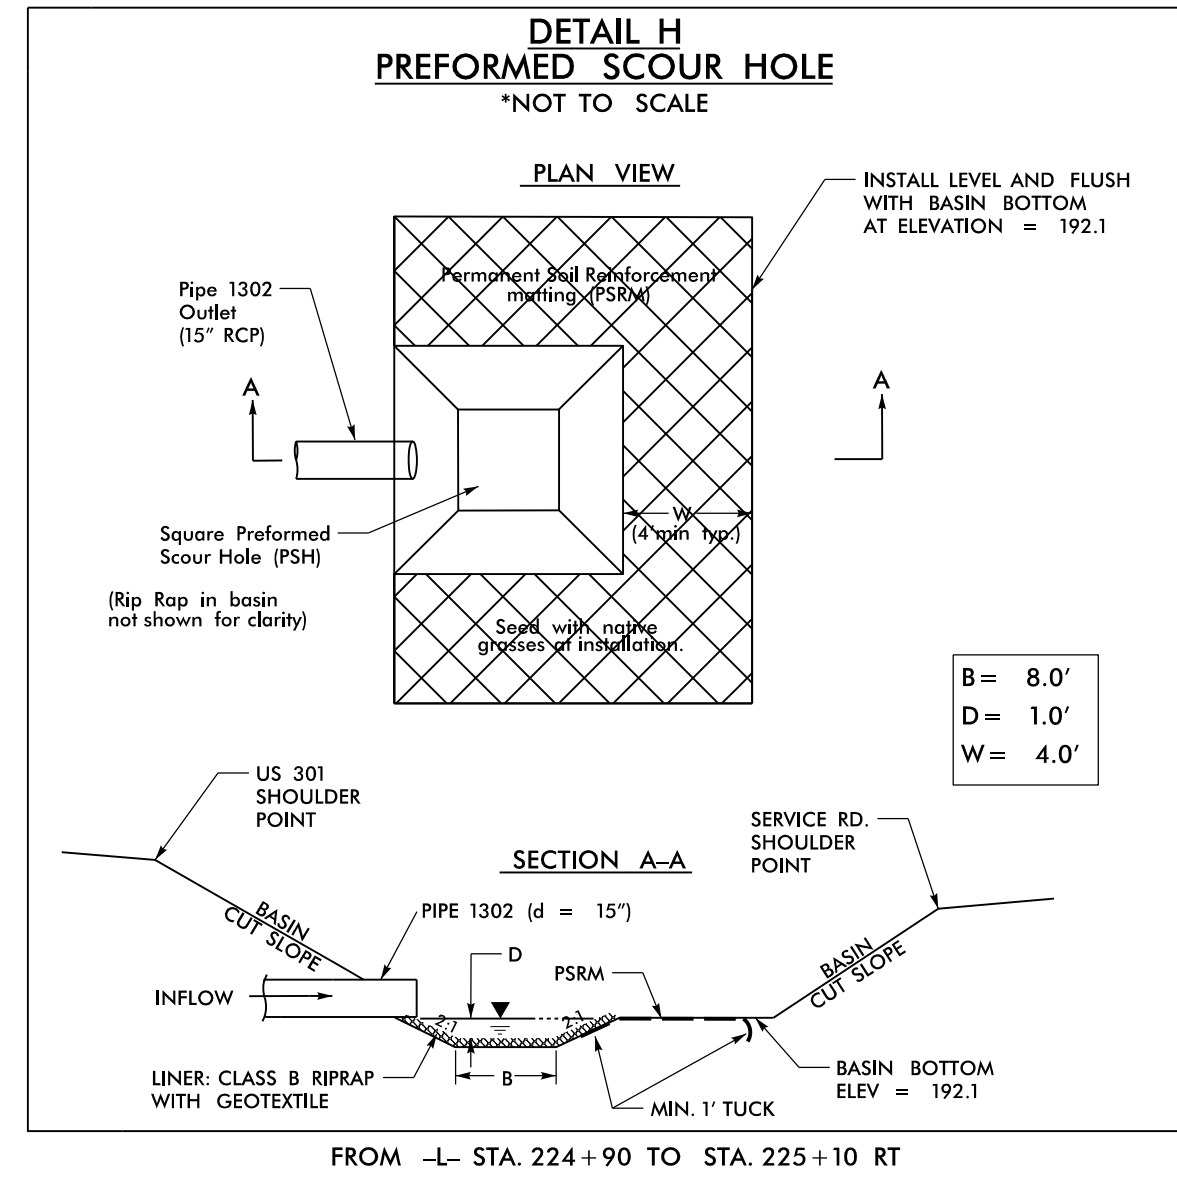 DETAIL H
PREFORMED SCOUR HOLE
*NOT TO SCALE
PLAN VIEW
INSTALL LEVEL AND FLUSH
WITH BASIN BOTTOM
AT ELEVATION = 192.1
Permanent Soil Reinforcement
matting (PSRM)
Pipe 1302
Outlet
(15" RCP)
A
A
W
(4'min typ.)
Square Preformed
Scour Hole (PSH)
(Rip Rap in basin
not shown for clarity)
Seed with native
grasses at installation.
B= 8.0'
D= 1.0'
W= 4.0'
US 301
SHOULDER
POINT
SERVICE RD.
SHOULDER
POINT
SECTION A–A
BASIN
CUT SLOPE
PIPE 1302 (d = 15")
D
PSRM
BASIN
CUT SLOPE
INFLOW
2:1
2:1
LINER: CLASS B RIPRAP
WITH GEOTEXTILE
B
MIN. 1' TUCK
BASIN BOTTOM
ELEV = 192.1
FROM –L– STA. 224+90 TO STA. 225+10 RT